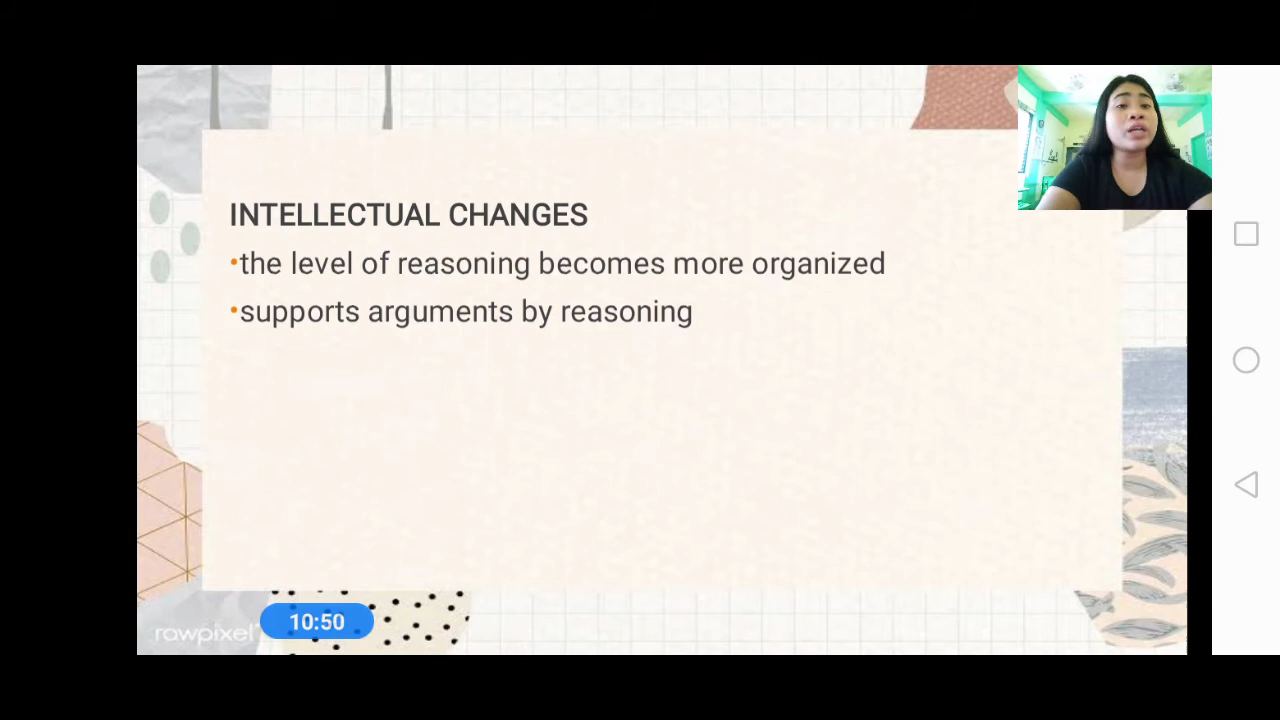 INTELLECTUAL CHANGES
•the level of reasoning becomes more organized
•supports arguments by reasoning
rawpixel
10:50